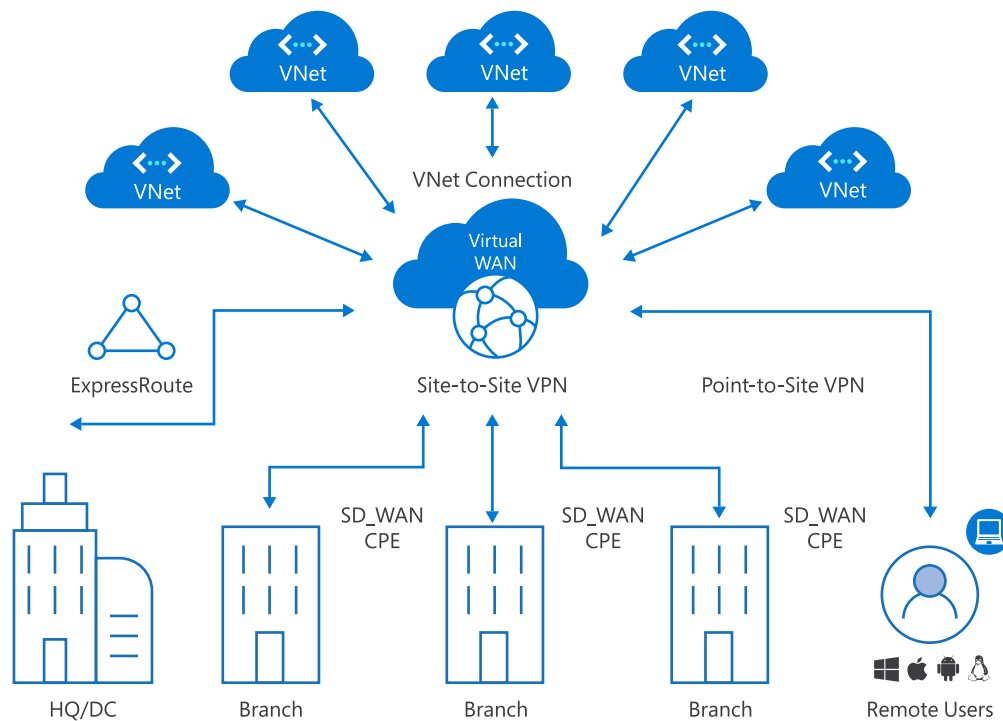 VNet
VNet
VNet
VNet
VNet
VNet Connection
Virtual
WAN
ExpressRoute
Site-to-Site VPN
Point-to-Site VPN
SD_WAN
CPE
SD_WAN
CPE
SD_WAN
CPE
HQ/DC
Branch
Branch
Branch
Remote Users